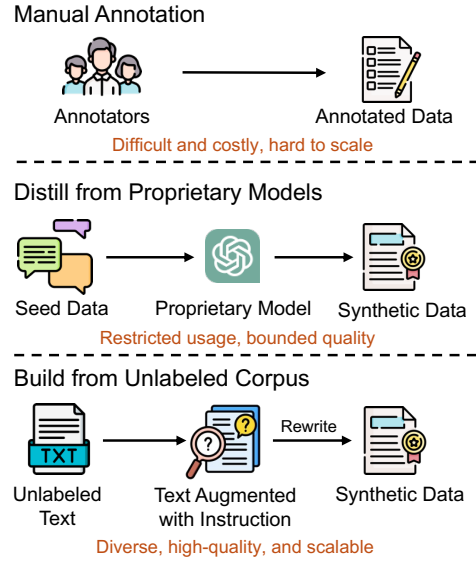 Manual Annotation
Annotators
Annotated Data
Difficult and costly, hard to scale
Distill from Proprietary Models
Seed Data
Proprietary Model
Synthetic Data
Restricted usage, bounded quality
Build from Unlabeled Corpus
TXT
?
?
Rewrite
Unlabeled
Text
Text Augmented
with Instruction
Synthetic Data
Diverse, high-quality, and scalable